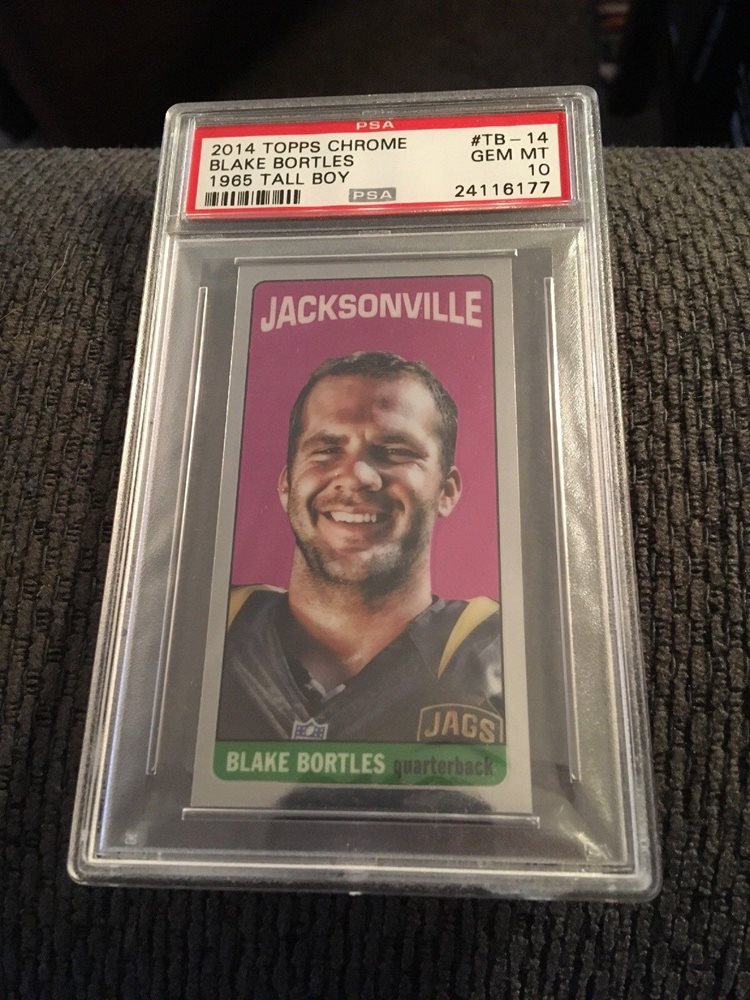 PSA
2014 TOPPS CHROME #TB-14
BLAKE BORTLES GEM MT
1965 TALL BOY 10
PSA 24116177
JACKSONVILLE
JAGS
BLAKE BORTLES quarterback